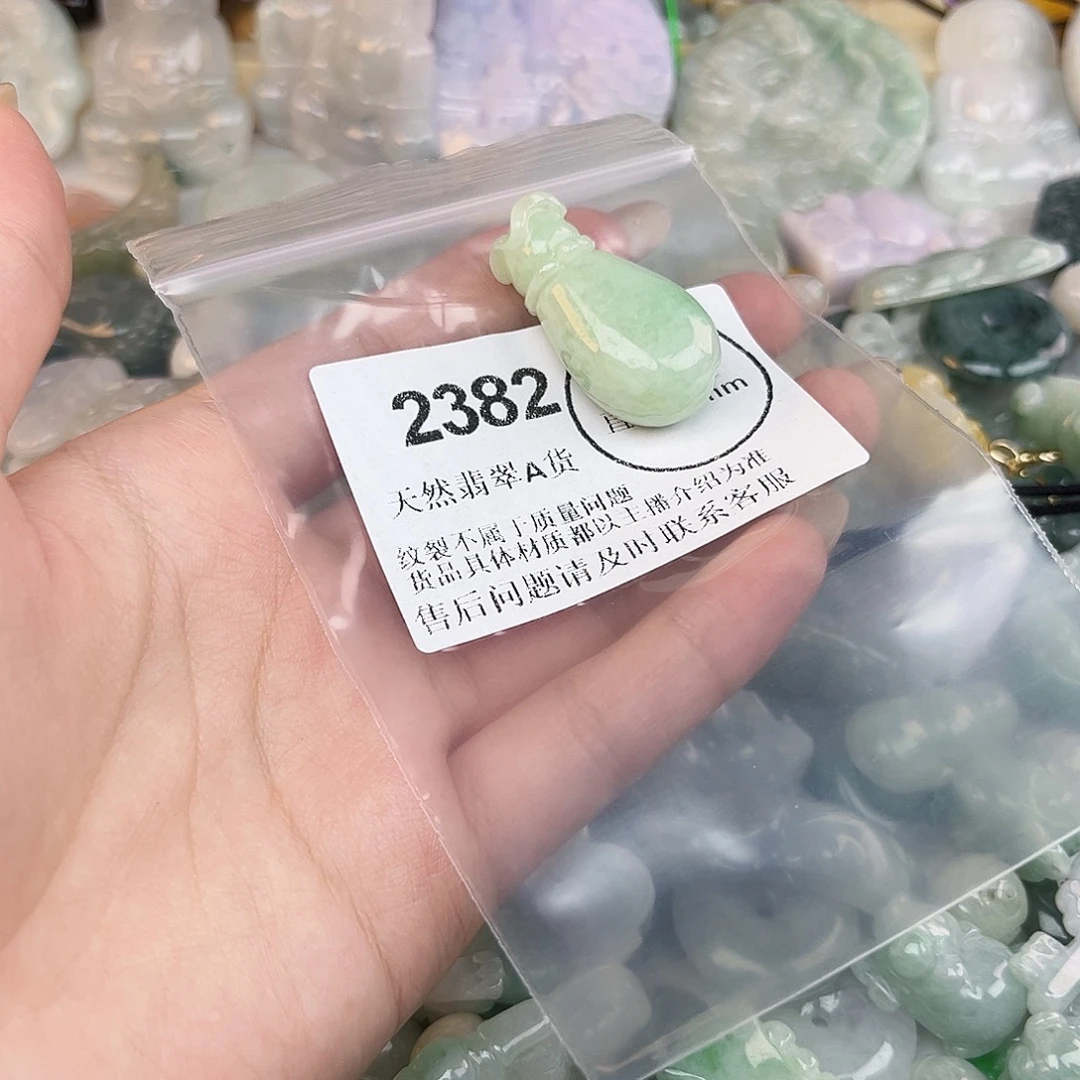 2382
天然翡翠A货
纹裂不属于质量问题
货品具体材质都以主播介绍为准
售后问题请及时联系客服